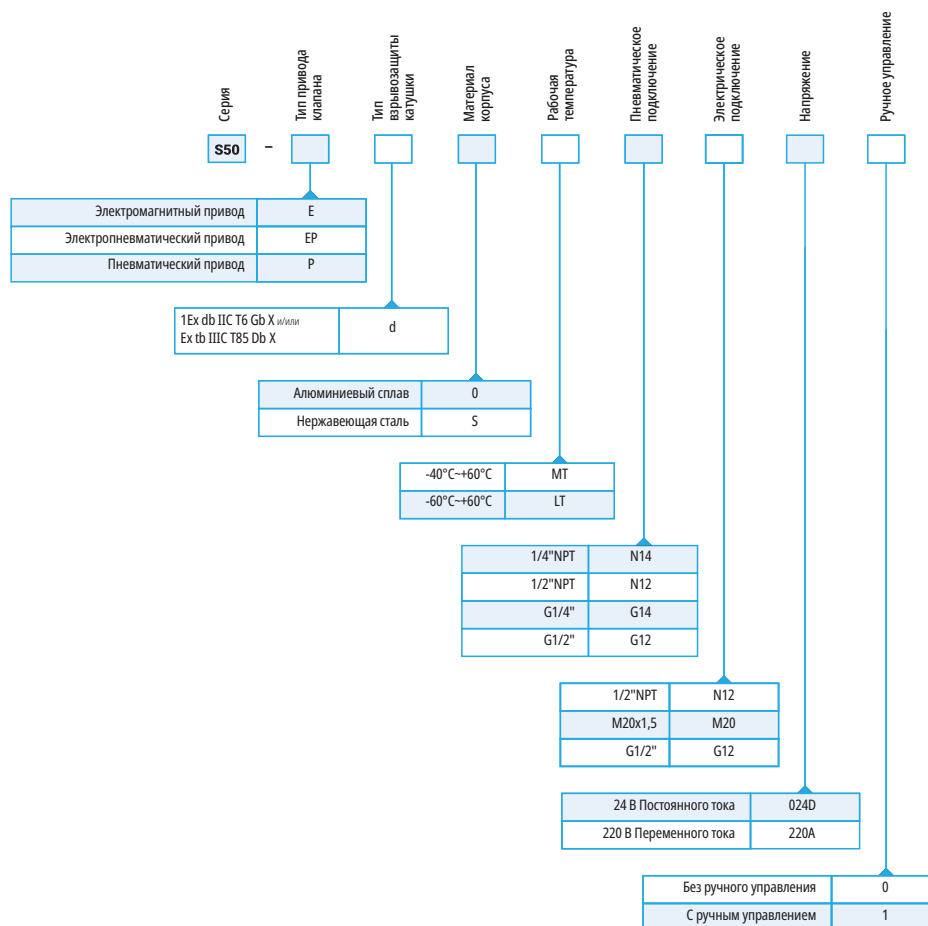 Серия
Тип привода
клапана
Тип
взрывозащиты
катушки
Материал
корпуса
Рабочая
температура
Пневматическое
подключение
Электрическое
подключение
Напряжение
Ручное управление
S50 –
Электромагнитный привод E
Электропневматический привод EP
Пневматический привод P
1Ex db IIC T6 Gb X и/или
Ex tb IIIC T85 Db X
d
Алюминиевый сплав 0
Нержавеющая сталь S
-40°C~+60°C MT
-60°C~+60°C LT
1/4"NPT N14
1/2"NPT N12
G1/4" G14
G1/2" G12
1/2"NPT N12
M20x1,5 M20
G1/2" G12
24 В Постоянного тока 024D
220 В Переменного тока 220A
Без ручного управления 0
С ручным управлением 1